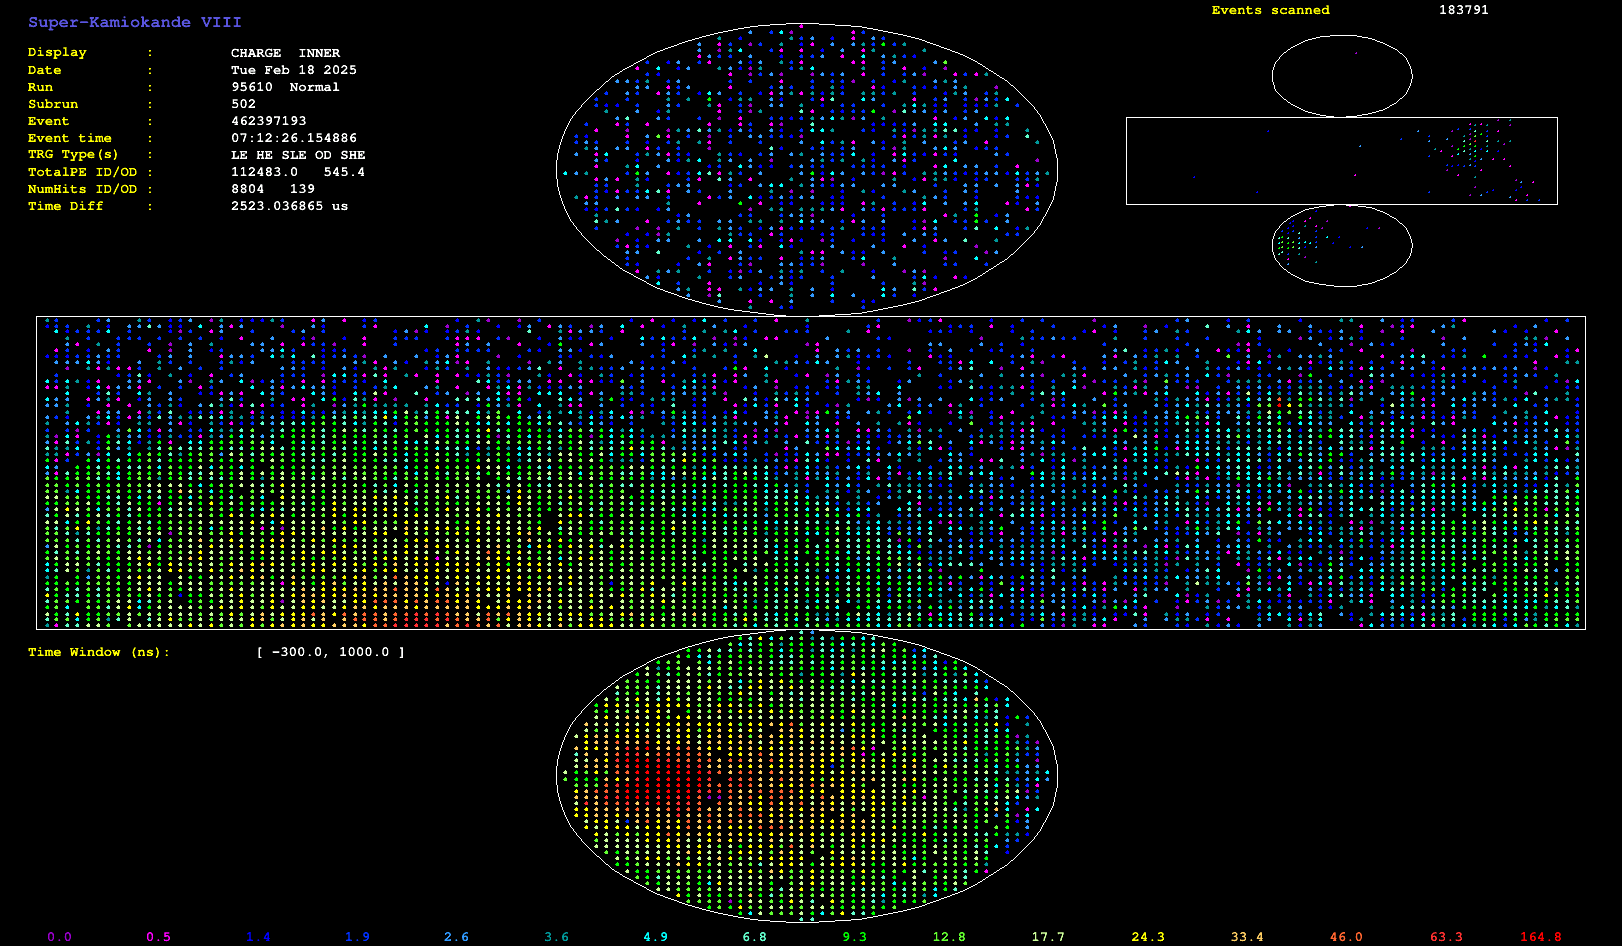 Super-Kamiokande VIII
Events scanned 183791
Display : CHARGE INNER
Date : Tue Feb 18 2025
Run : 95610 Normal
Subrun : 502
Event : 462397193
Event time : 07:12:26.154886
TRG Type(s) : LE HE SLE OD SHE
TotalPE ID/OD : 112483.0 545.4
NumHits ID/OD : 8804 139
Time Diff : 2523.036865 us
Time Window (ns): [ -300.0, 1000.0 ]
0.0 0.5 1.4 1.9 2.6 3.6 4.9 6.8 9.3 12.8 17.7 24.3 33.4 46.0 63.3 164.8